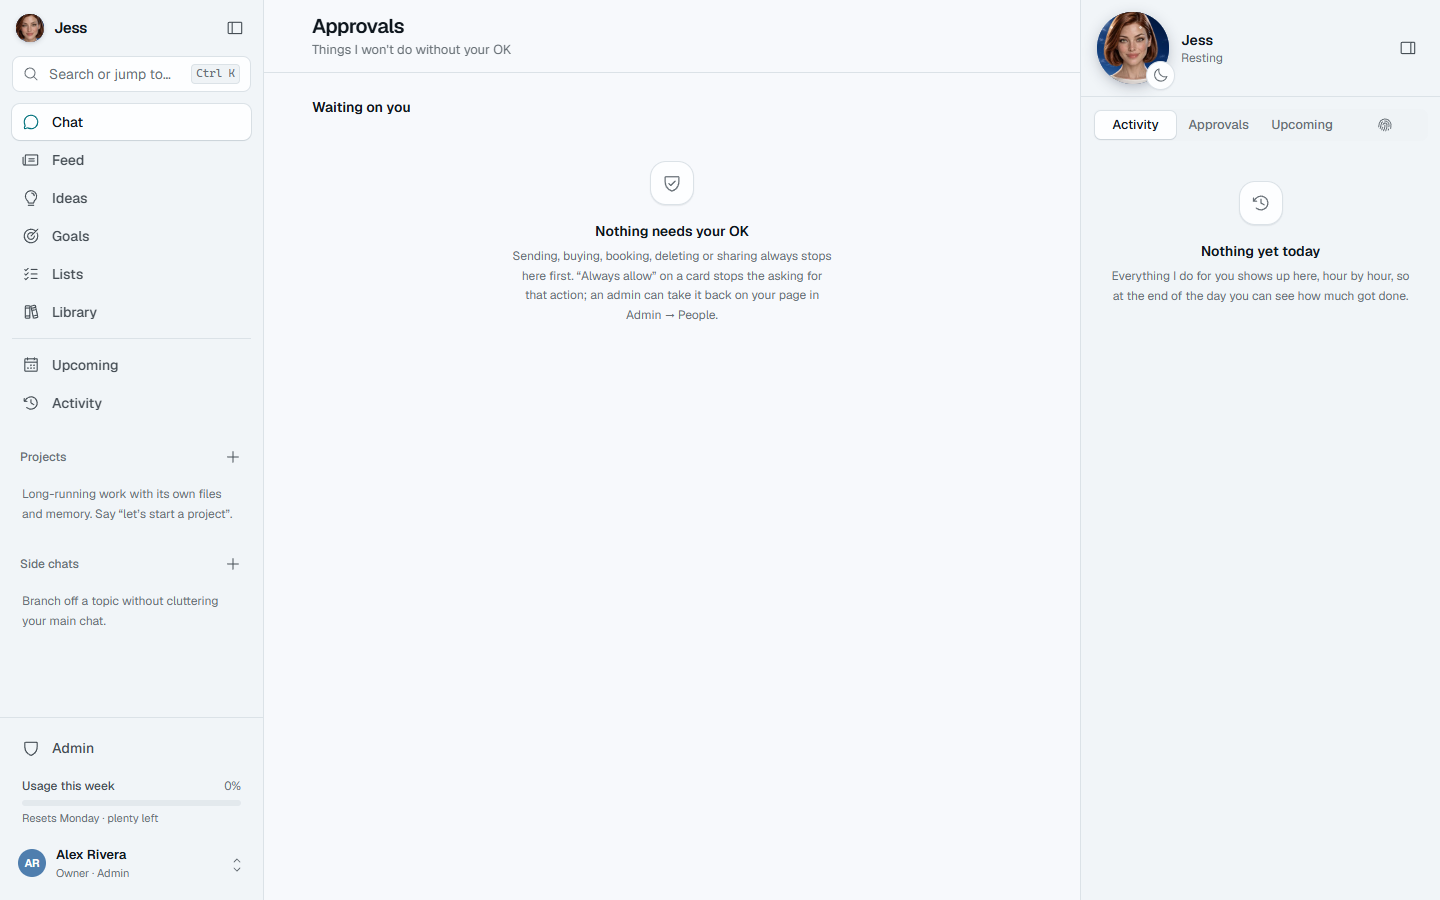 Jess
Search or jump to...
Ctrl K
Chat
Feed
Ideas
Goals
Lists
Library
Upcoming
Activity
Projects
Long-running work with its own files
and memory. Say “let’s start a project”.
Side chats
Branch off a topic without cluttering
your main chat.
Admin
Usage this week
0%
Resets Monday · plenty left
AR
Alex Rivera
Owner · Admin
Approvals
Things I won't do without your OK
Waiting on you
Nothing needs your OK
Sending, buying, booking, deleting or sharing always stops
here first. “Always allow” on a card stops the asking for
that action; an admin can take it back on your page in
Admin → People.
Jess
Resting
Activity
Approvals
Upcoming
Nothing yet today
Everything I do for you shows up here, hour by hour, so
at the end of the day you can see how much got done.